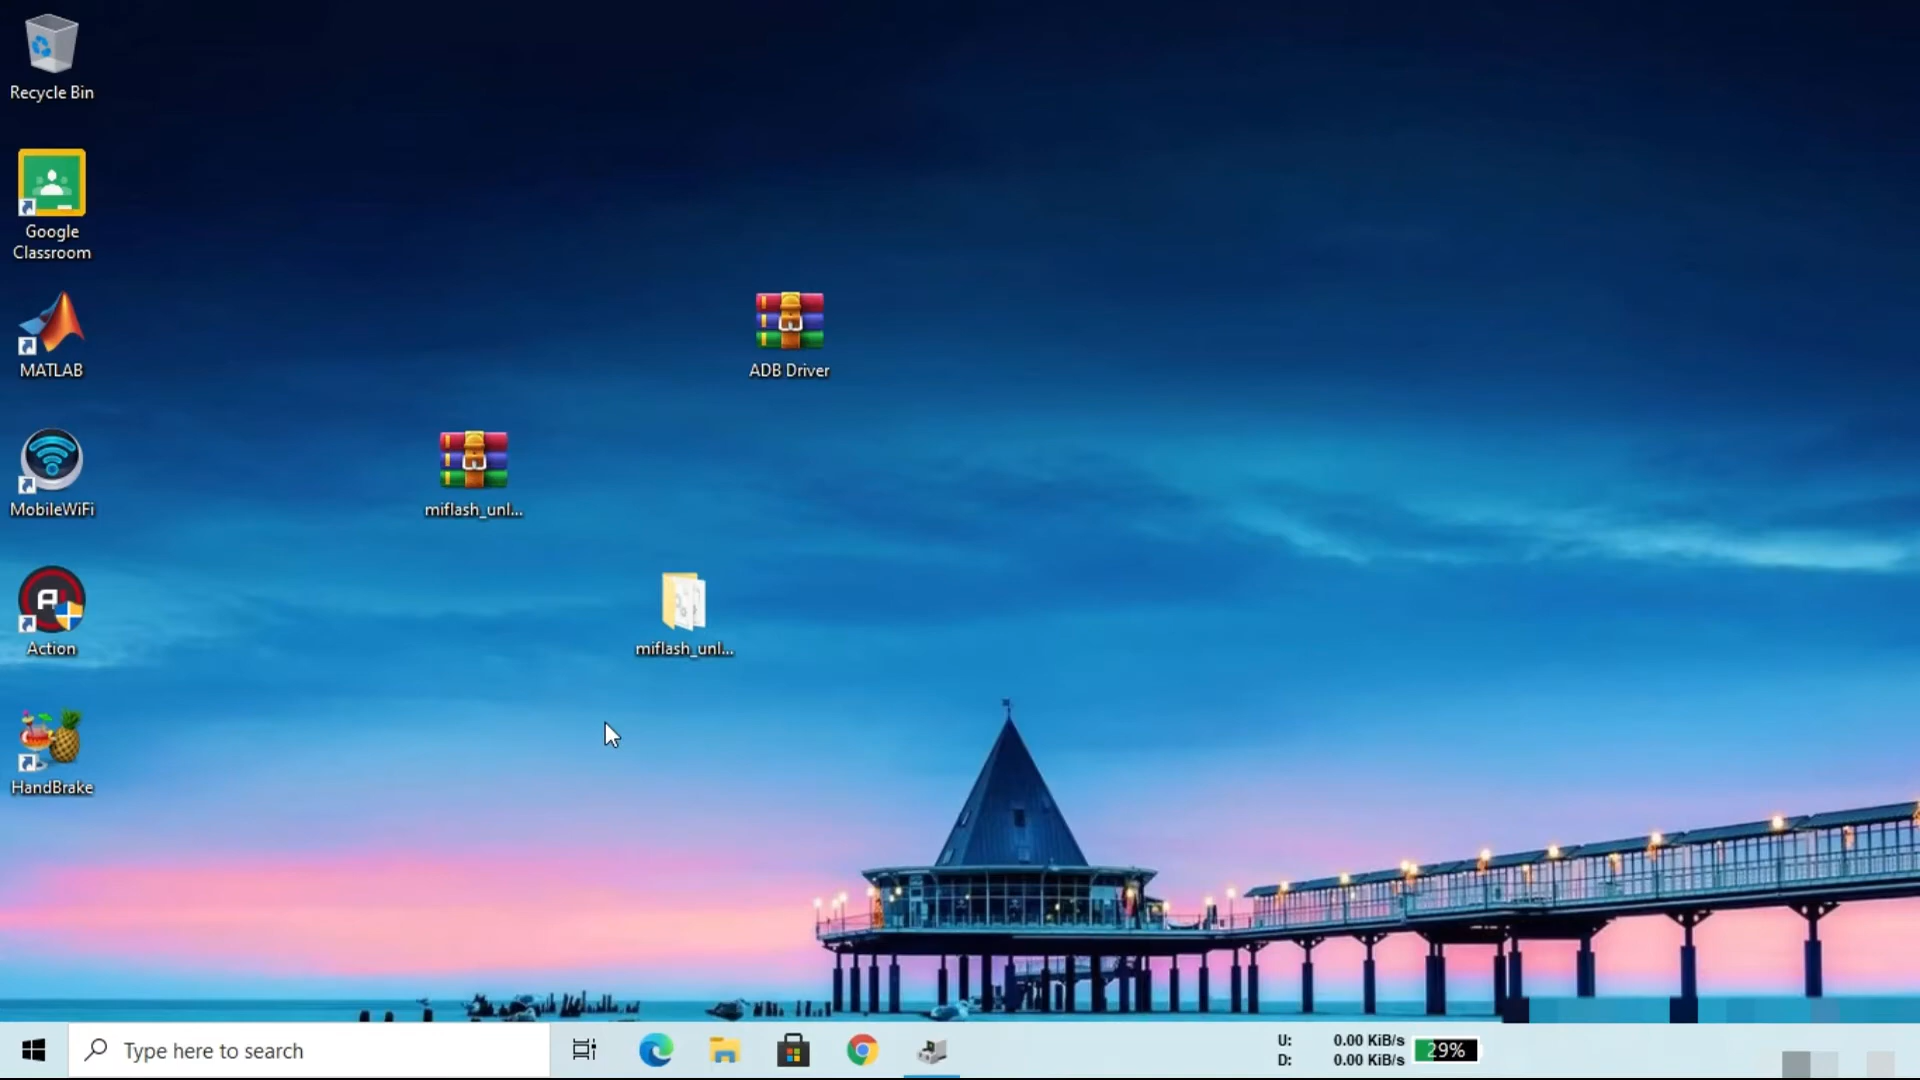 Recycle Bin
Google
Classroom
MATLAB
MobileWiFi
Action
HandBrake
ADB Driver
miflash_unl...
miflash_unl...
Type here to search
U: 0.00 KiB/s
D: 0.00 KiB/s
29%